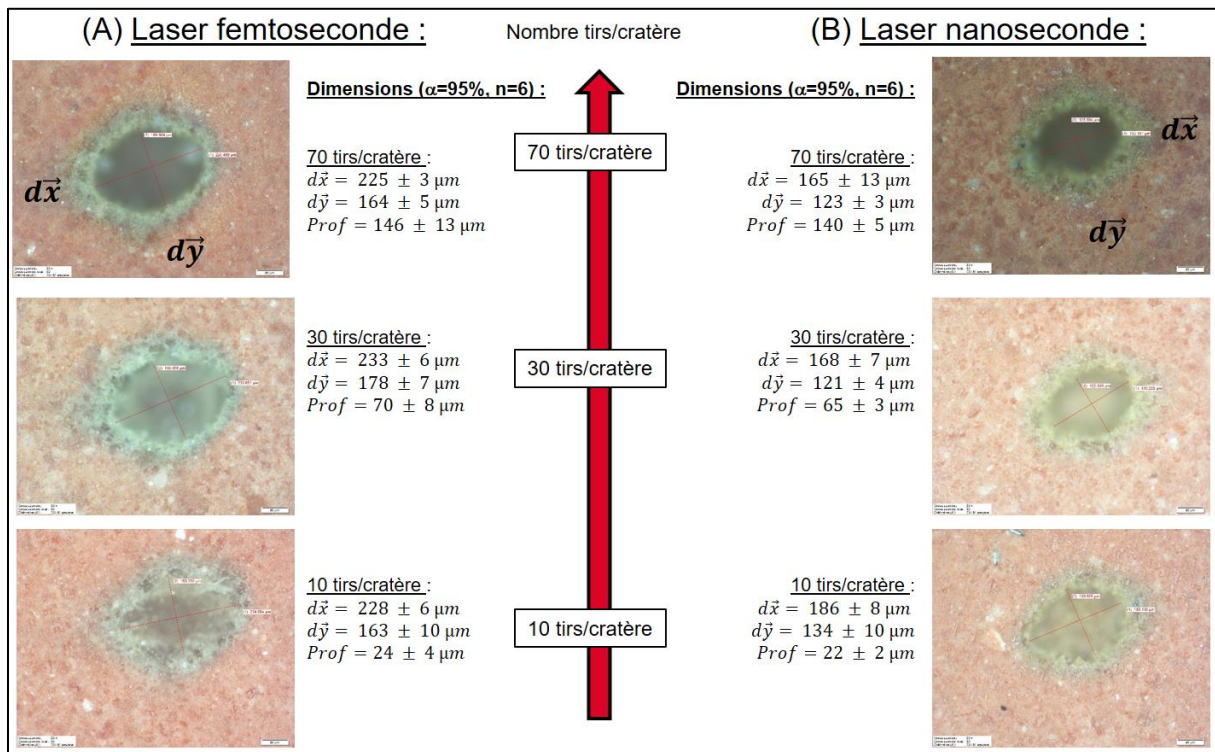 (A) Laser femtoseconde :
Nombre tirs/cratère
(B) Laser nanoseconde :
Dimensions (α=95%, n=6) :
70 tirs/cratère :
dx⃗ = 225 ± 3 μm
dy⃗ = 164 ± 5 μm
Prof = 146 ± 13 μm
dx⃗
dy⃗
30 tirs/cratère :
dx⃗ = 233 ± 6 μm
dy⃗ = 178 ± 7 μm
Prof = 70 ± 8 μm
10 tirs/cratère :
dx⃗ = 228 ± 6 μm
dy⃗ = 163 ± 10 μm
Prof = 24 ± 4 μm
70 tirs/cratère
30 tirs/cratère
10 tirs/cratère
Dimensions (α=95%, n=6) :
70 tirs/cratère :
dx⃗ = 165 ± 13 μm
dy⃗ = 123 ± 3 μm
Prof = 140 ± 5 μm
dx⃗
dy⃗
30 tirs/cratère :
dx⃗ = 168 ± 7 μm
dy⃗ = 121 ± 4 μm
Prof = 65 ± 3 μm
10 tirs/cratère :
dx⃗ = 186 ± 8 μm
dy⃗ = 134 ± 10 μm
Prof = 22 ± 2 μm